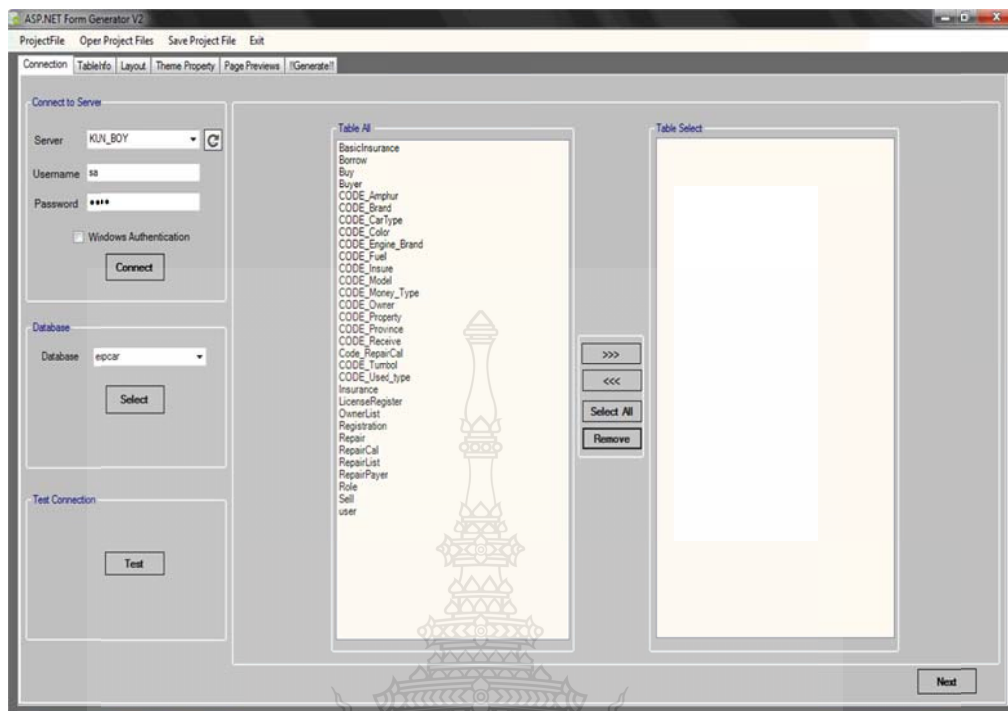 ASP.NET Form Generator V2
ProjectFile Oper Project Files Save Project File Exit
Connection TableInfo Layout Theme Property Page Previews !!Generate!!
Connect to Server
Server KUN_BOY
Username sa
Password ••••
Windows Authentication
Connect
Database
Database eipcar
Select
Test Connection
Test
Table All
BasicInsurance
Borrow
Buy
Buyer
CODE_Amphur
CODE_Brand
CODE_CarType
CODE_Color
CODE_Engine_Brand
CODE_Fuel
CODE_Insure
CODE_Model
CODE_Money_Type
CODE_Owner
CODE_Property
CODE_Province
CODE_Receive
Code_RepairCal
CODE_Tumbol
CODE_Used_type
Insurance
LicenseRegister
OwnerList
Registration
Repair
RepairCal
RepairList
RepairPayer
Role
Sell
user
>>>
<<<
Select All
Remove
Table Select
Next